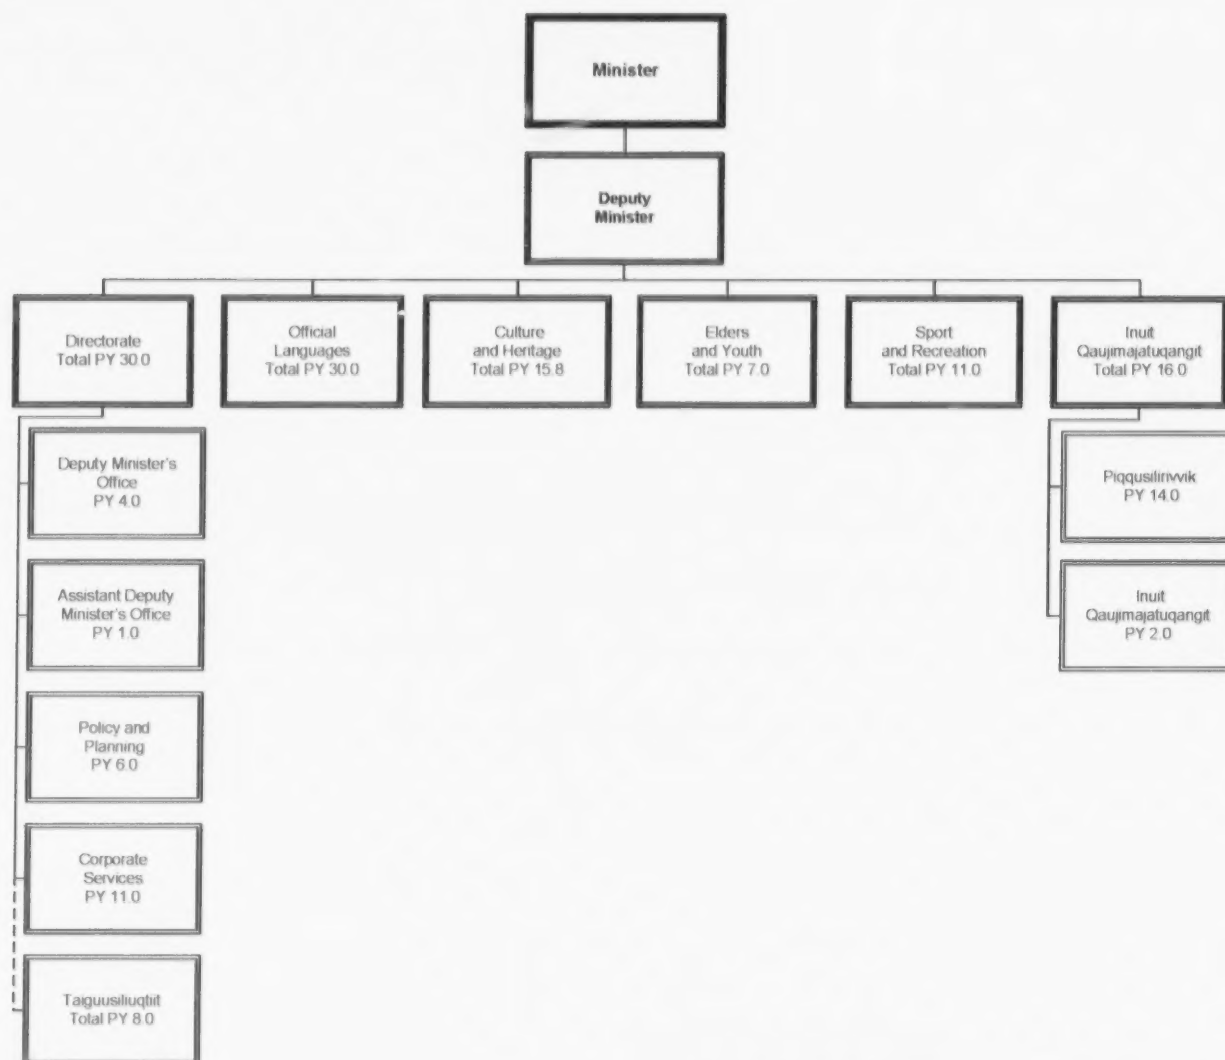 Minister
Deputy
Minister
Directorate
Total PY 30.0
Official
Languages
Total PY 30.0
Culture
and Heritage
Total PY 15.8
Elders
and Youth
Total PY 7.0
Sport
and Recreation
Total PY 11.0
Inuit
Qaujimajatuqangit
Total PY 16.0
Deputy Minister's
Office
PY 4.0
Assistant Deputy
Minister's Office
PY 1.0
Policy and
Planning
PY 6.0
Corporate
Services
PY 11.0
Taiguusiliuqtiit
Total PY 8.0
Piqqusilirivvik
PY 14.0
Inuit
Qaujimajatuqangit
PY 2.0